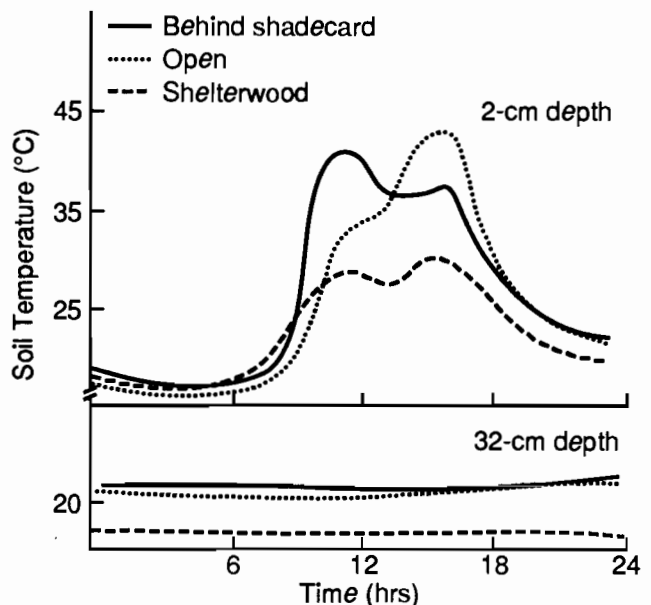 Behind shadecard
Open
Shelterwood
2-cm depth
45
35
25
Soil Temperature (°C)
32-cm depth
20
6 12 18 24
Time (hrs)